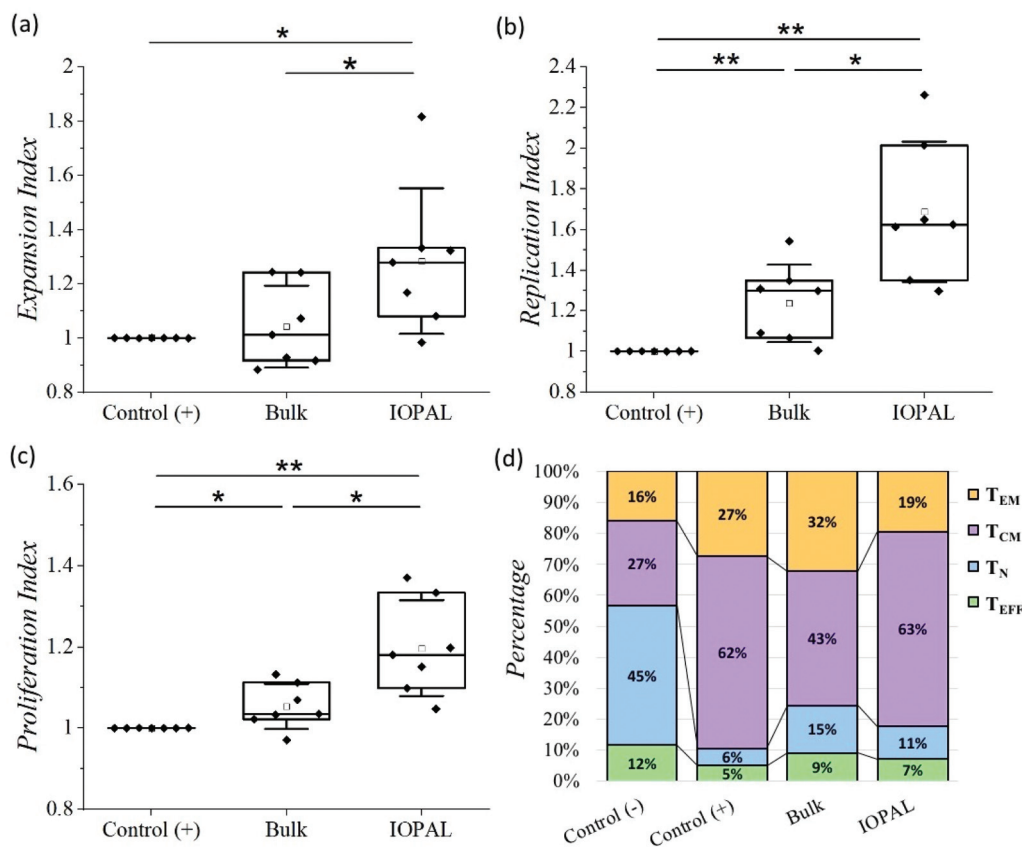 (a)
*
*
Expansion Index
2
1.8
1.6
1.4
1.2
1
0.8
Control (+) Bulk IOPAL
(b)
**
** *
Replication Index
2.4
2.2
2
1.8
1.6
1.4
1.2
1
0.8
Control (+) Bulk IOPAL
(c)
**
* *
Proliferation Index
1.6
1.4
1.2
1
0.8
Control (+) Bulk IOPAL
(d)
Percentage
100%
90%
80%
70%
60%
50%
40%
30%
20%
10%
0%
16% 27% 32% 19%
27% 62% 43% 63%
45% 6% 15% 11%
12% 5% 9% 7%
Control (-) Control (+) Bulk IOPAL
TEM
TCM
TN
TEFF